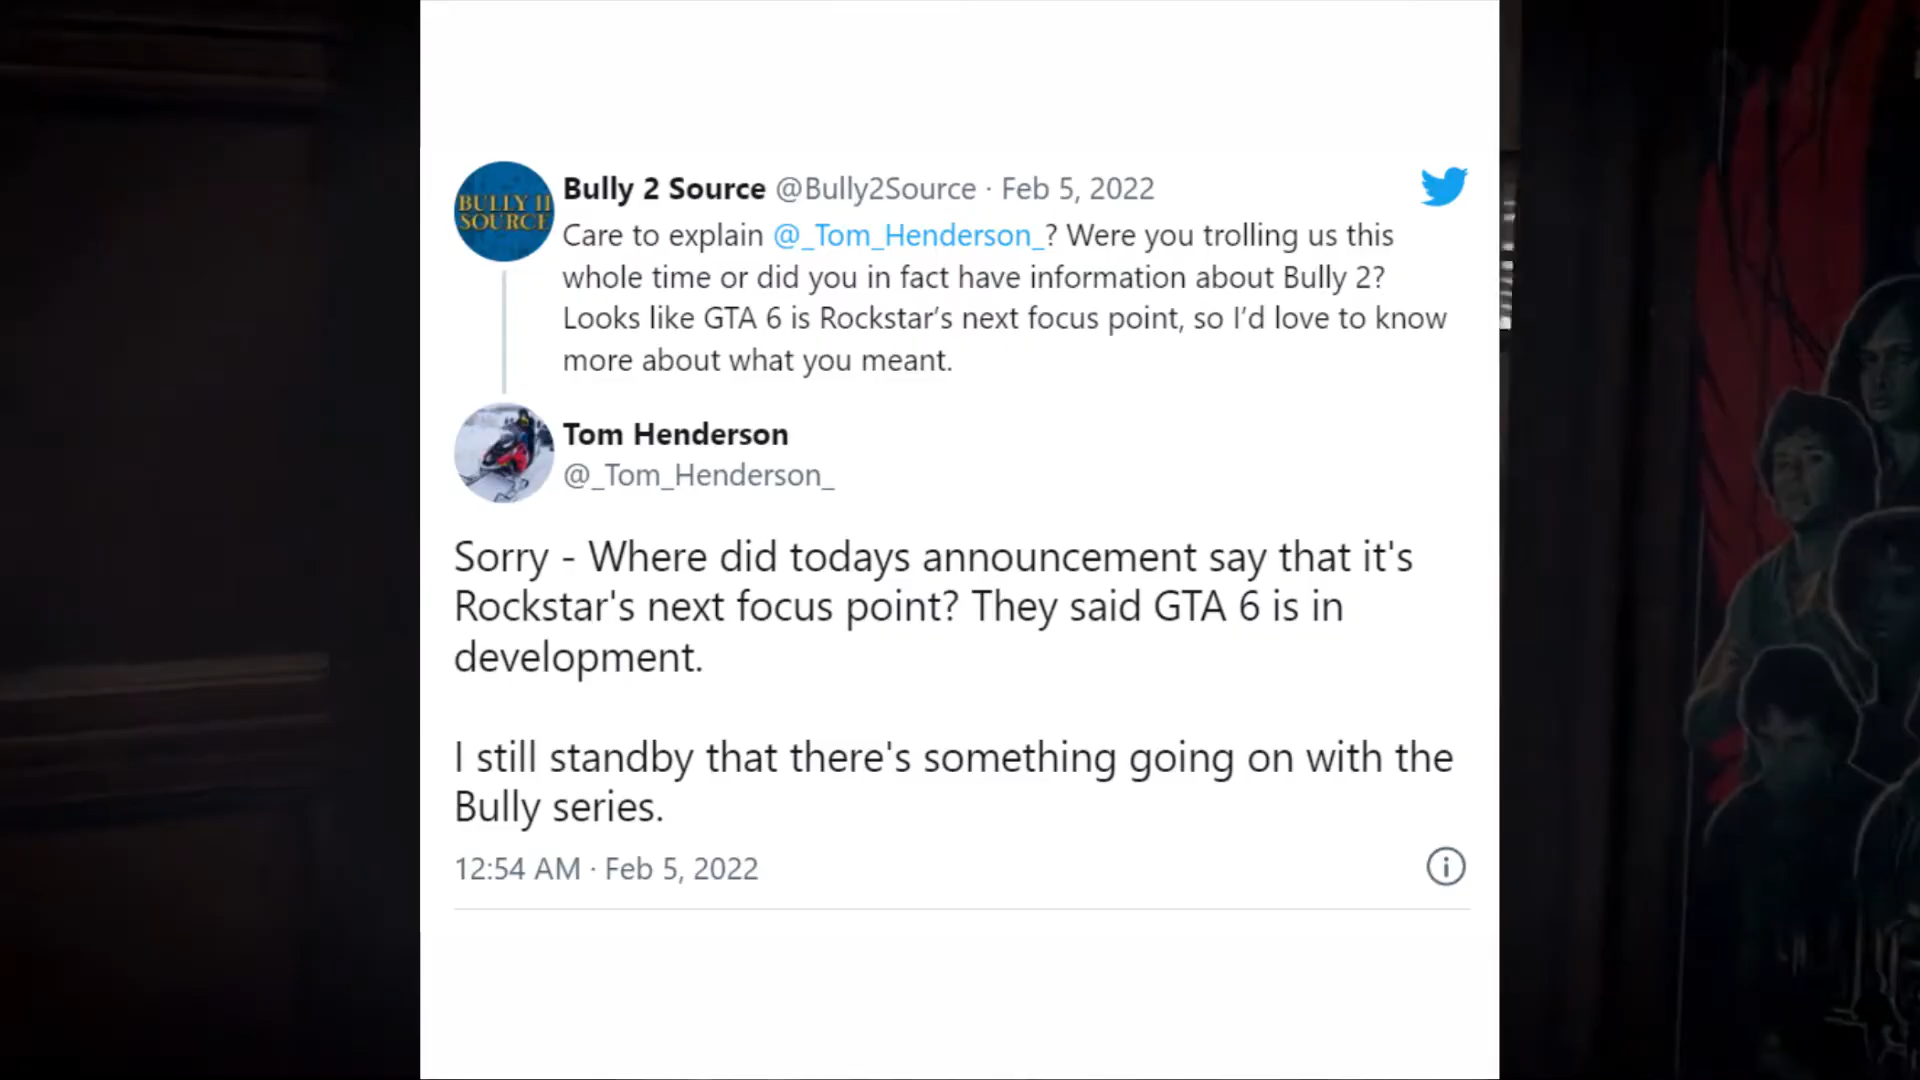 BULLY II
SOURCE
Bully 2 Source @Bully2Source · Feb 5, 2022
Care to explain @_Tom_Henderson_? Were you trolling us this
whole time or did you in fact have information about Bully 2?
Looks like GTA 6 is Rockstar’s next focus point, so I’d love to know
more about what you meant.
Tom Henderson
@_Tom_Henderson_
Sorry - Where did todays announcement say that it's
Rockstar's next focus point? They said GTA 6 is in
development.
I still standby that there's something going on with the
Bully series.
12:54 AM · Feb 5, 2022